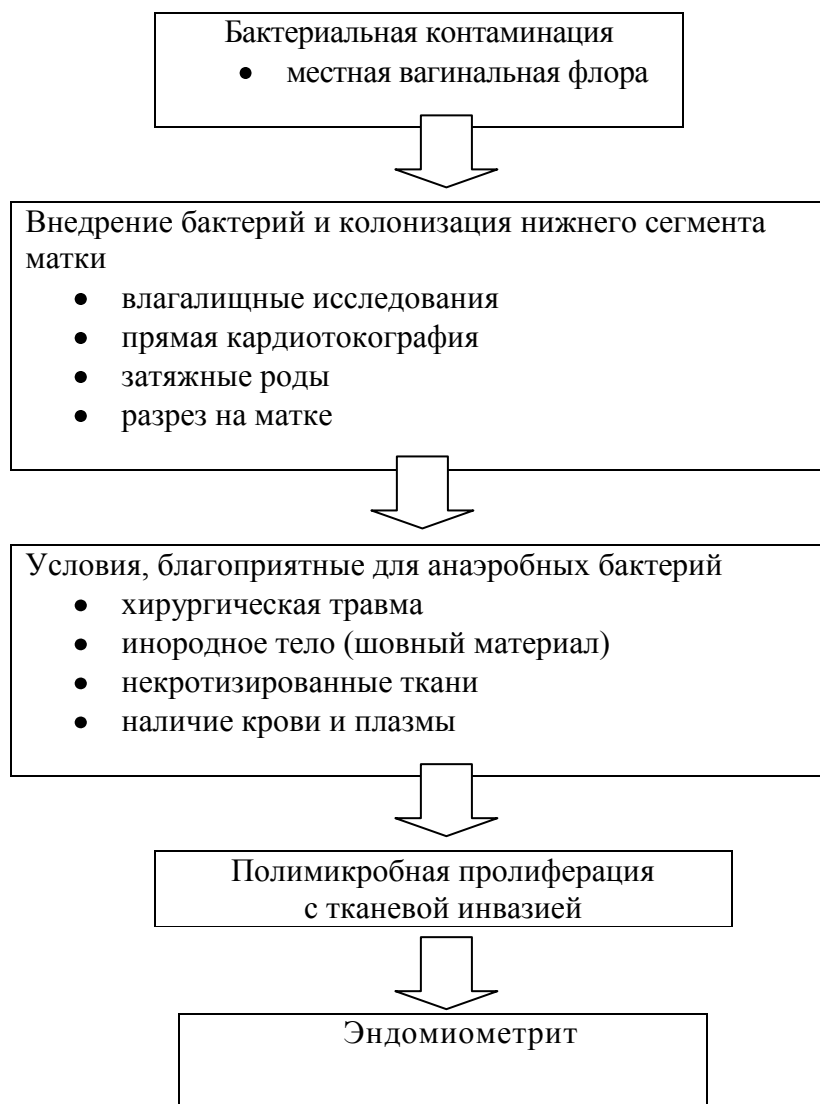 Бактериальная контаминация
• местная вагинальная флора
Внедрение бактерий и колонизация нижнего сегмента
матки
• влагалищные исследования
• прямая кардиотокография
• затяжные роды
• разрез на матке
Условия, благоприятные для анаэробных бактерий
• хирургическая травма
• инородное тело (шовный материал)
• некротизированные ткани
• наличие крови и плазмы
Полимикробная пролиферация
с тканевой инвазией
Эндомиометрит